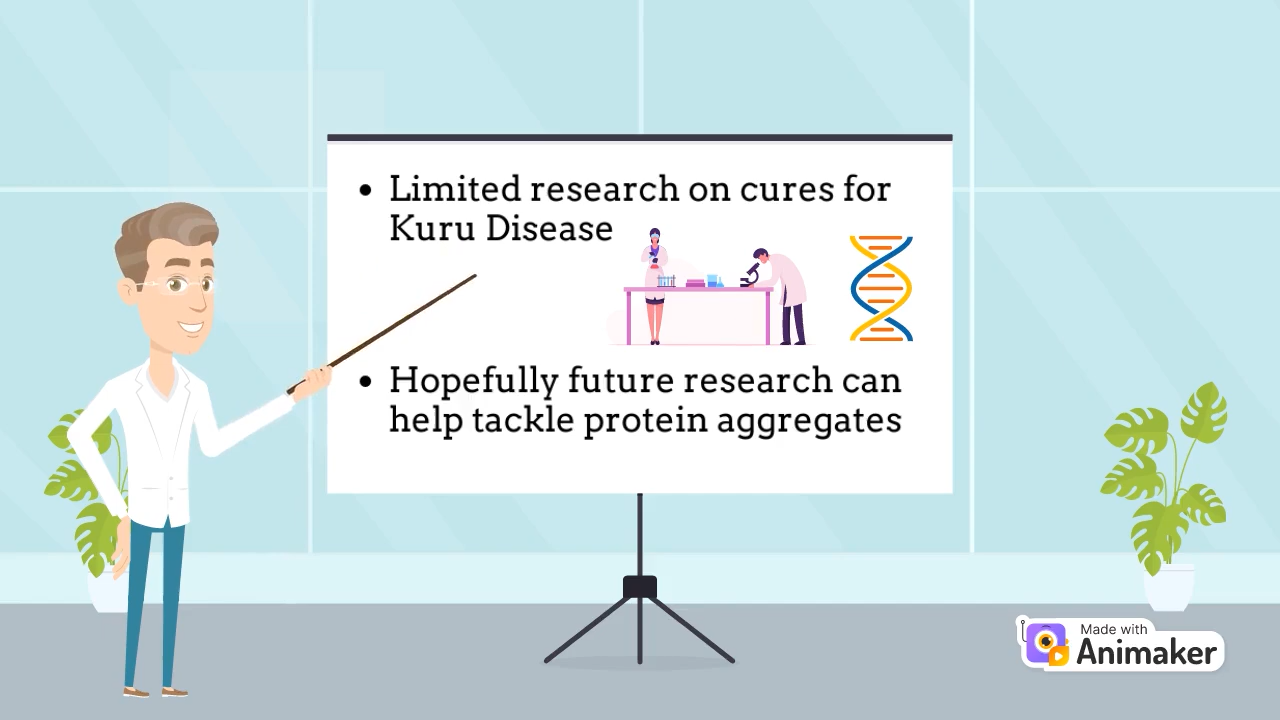 • Limited research on cures for
Kuru Disease
• Hopefully future research can
help tackle protein aggregates
Made with
Animaker